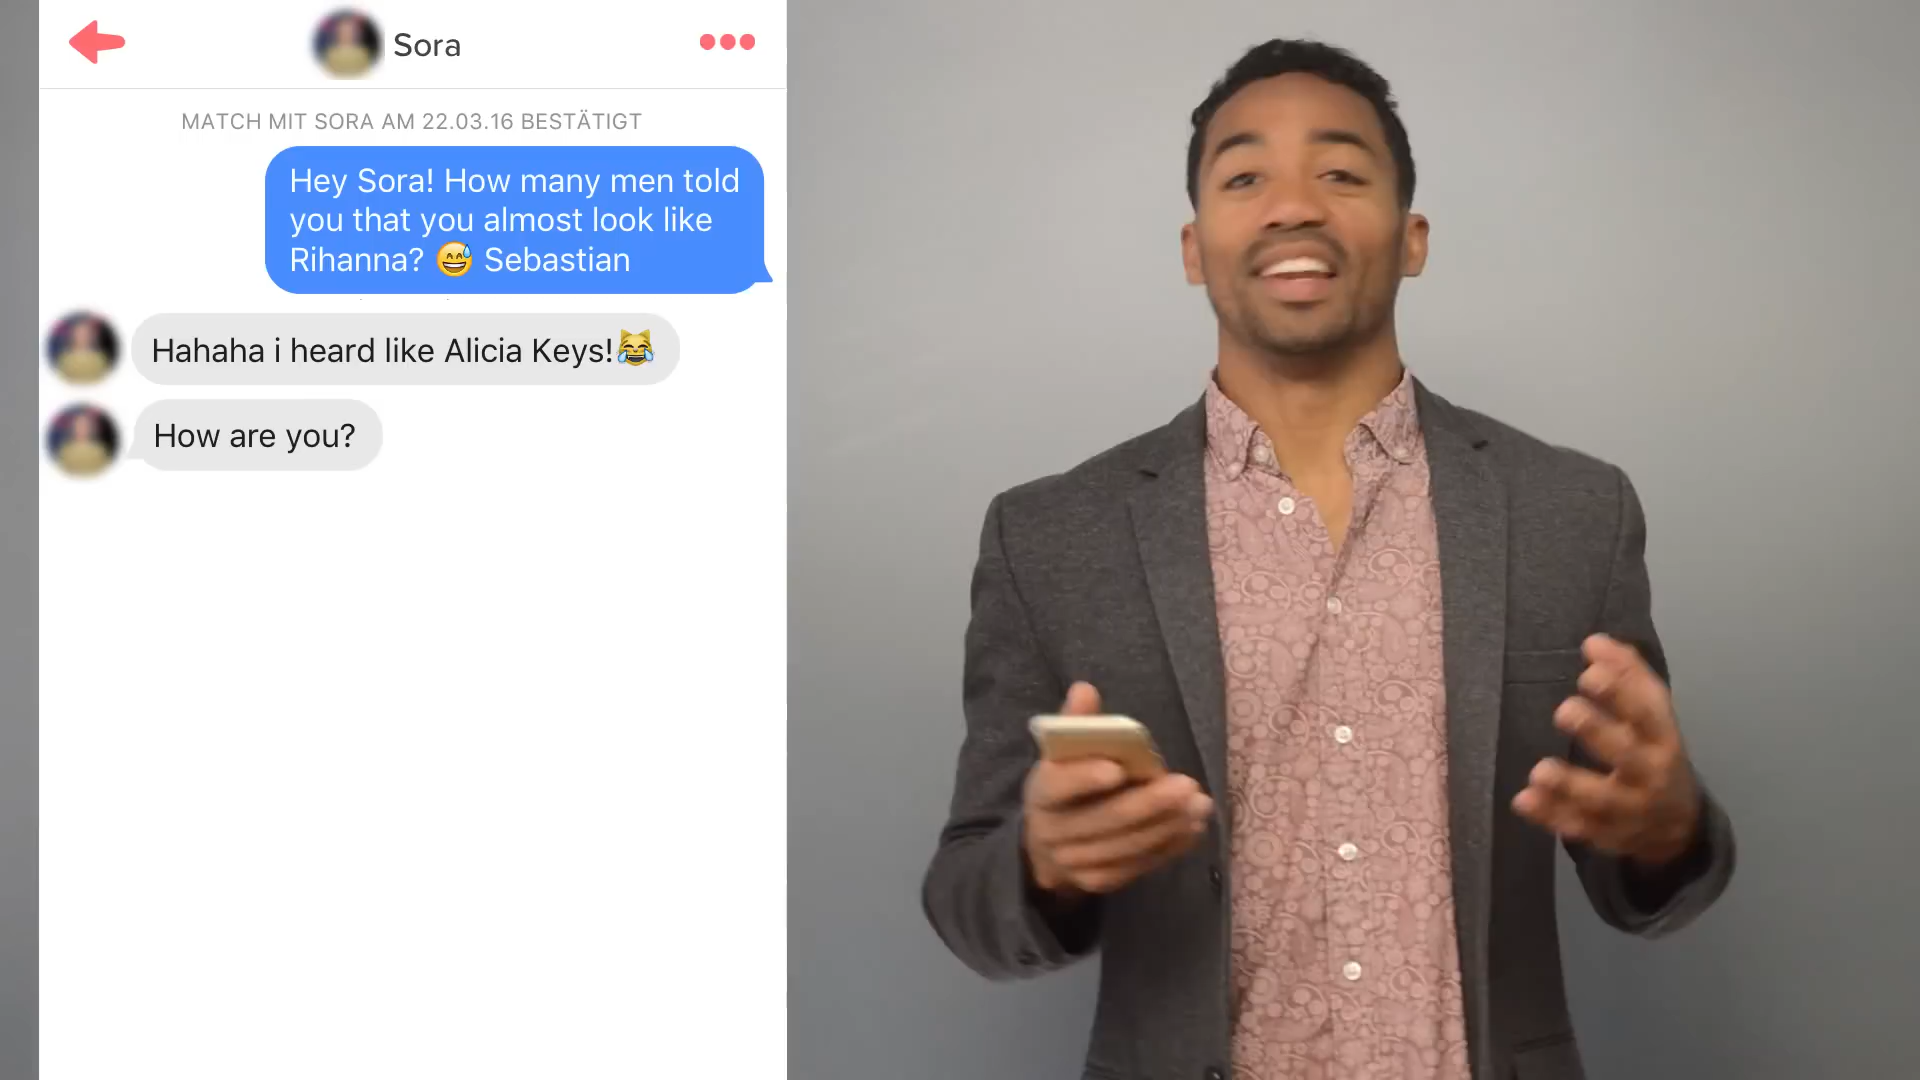 Sora
MATCH MIT SORA AM 22.03.16 BESTÄTIGT
Hey Sora! How many men told
you that you almost look like
Rihanna? 😅 Sebastian
Hahaha i heard like Alicia Keys!😹
How are you?